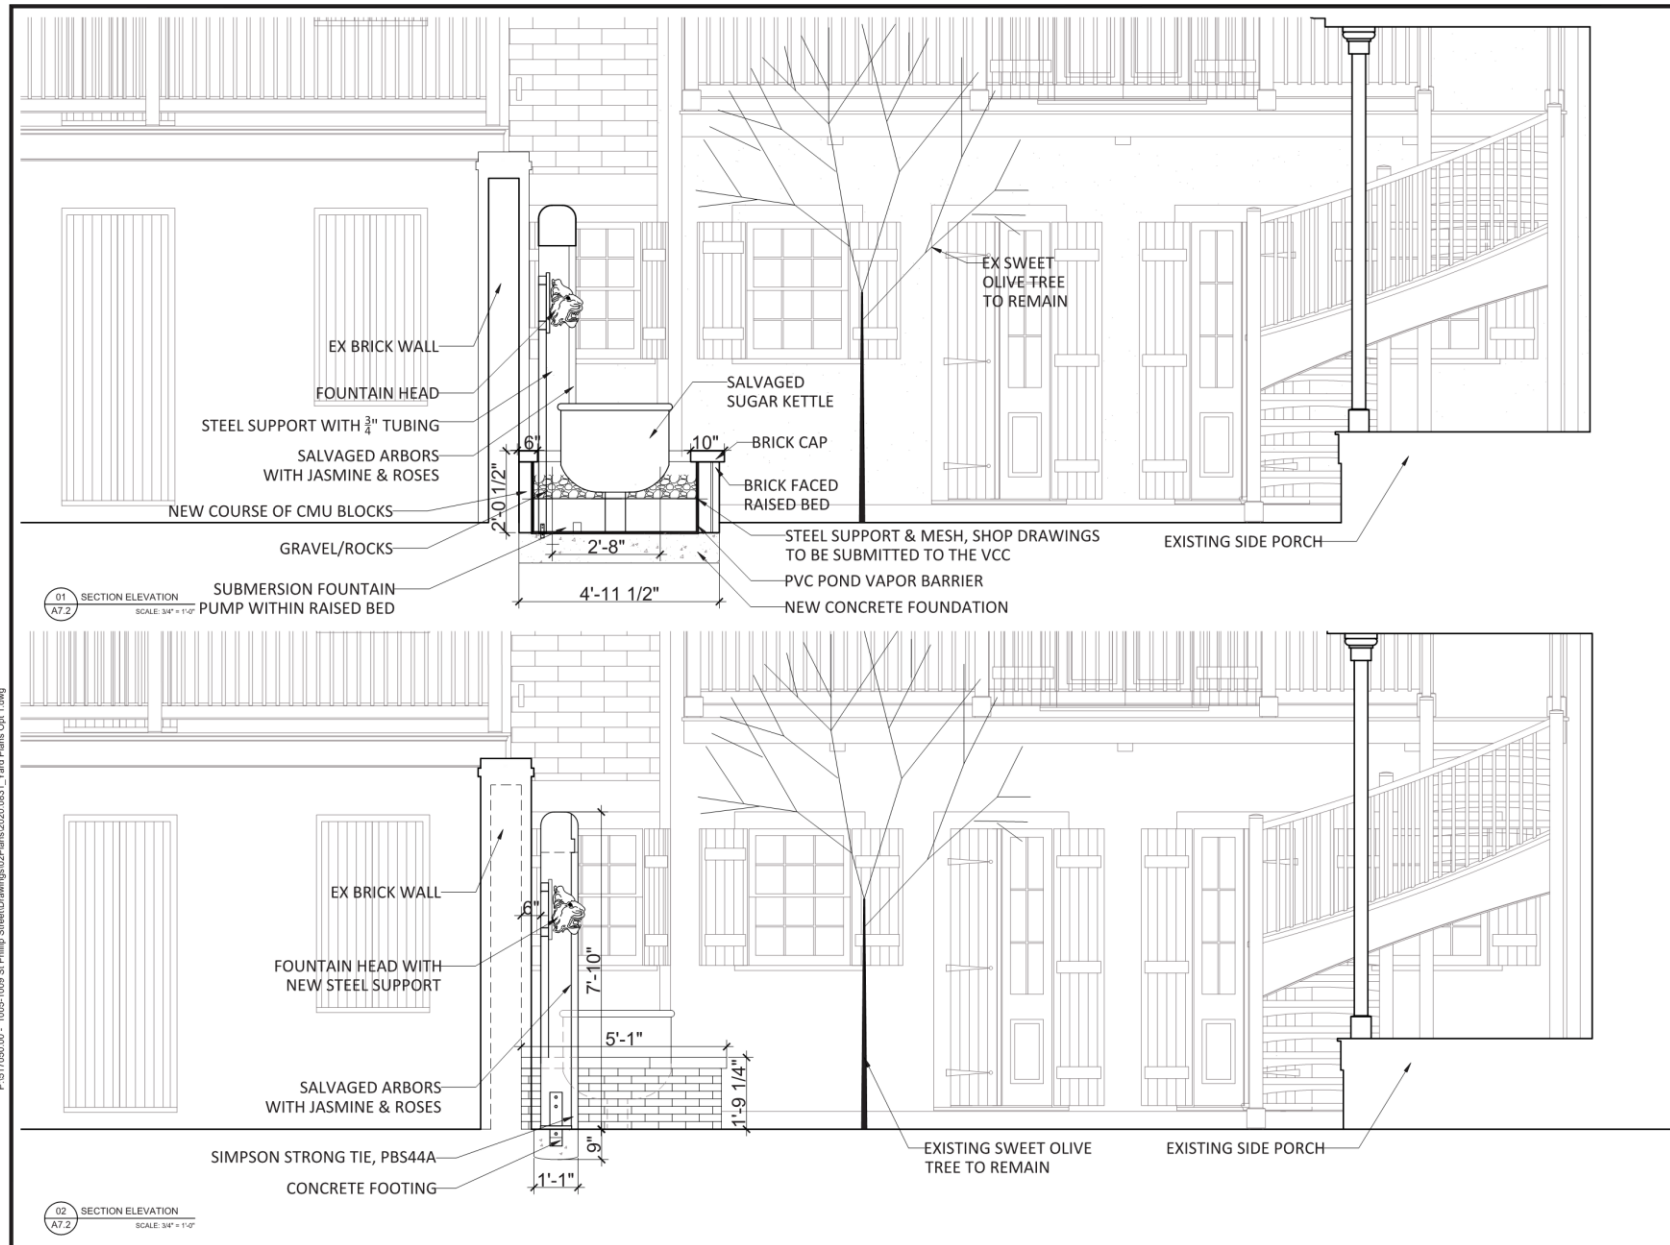 EX SWEET
OLIVE TREE
TO REMAIN
EX BRICK WALL
FOUNTAIN HEAD
STEEL SUPPORT WITH 3/4" TUBING
SALVAGED ARBORS
WITH JASMINE & ROSES
NEW COURSE OF CMU BLOCKS
GRAVEL/ROCKS
SUBMERSION FOUNTAIN
PUMP WITHIN RAISED BED
SALVAGED
SUGAR KETTLE
6"
10"
BRICK CAP
2'-0 1/2"
BRICK FACED
RAISED BED
STEEL SUPPORT & MESH, SHOP DRAWINGS
TO BE SUBMITTED TO THE VCC
2'-8"
PVC POND VAPOR BARRIER
4'-11 1/2"
NEW CONCRETE FOUNDATION
EXISTING SIDE PORCH
01
A7.2
SECTION ELEVATION
SCALE: 3/4" = 1'-0"
EX BRICK WALL
6"
FOUNTAIN HEAD WITH
NEW STEEL SUPPORT
7'-10"
5'-1"
1'-9 1/4"
SALVAGED ARBORS
WITH JASMINE & ROSES
SIMPSON STRONG TIE, PBS44A
9"
CONCRETE FOOTING
1'-1"
EXISTING SWEET OLIVE
TREE TO REMAIN
EXISTING SIDE PORCH
02
A7.2
SECTION ELEVATION
SCALE: 3/4" = 1'-0"